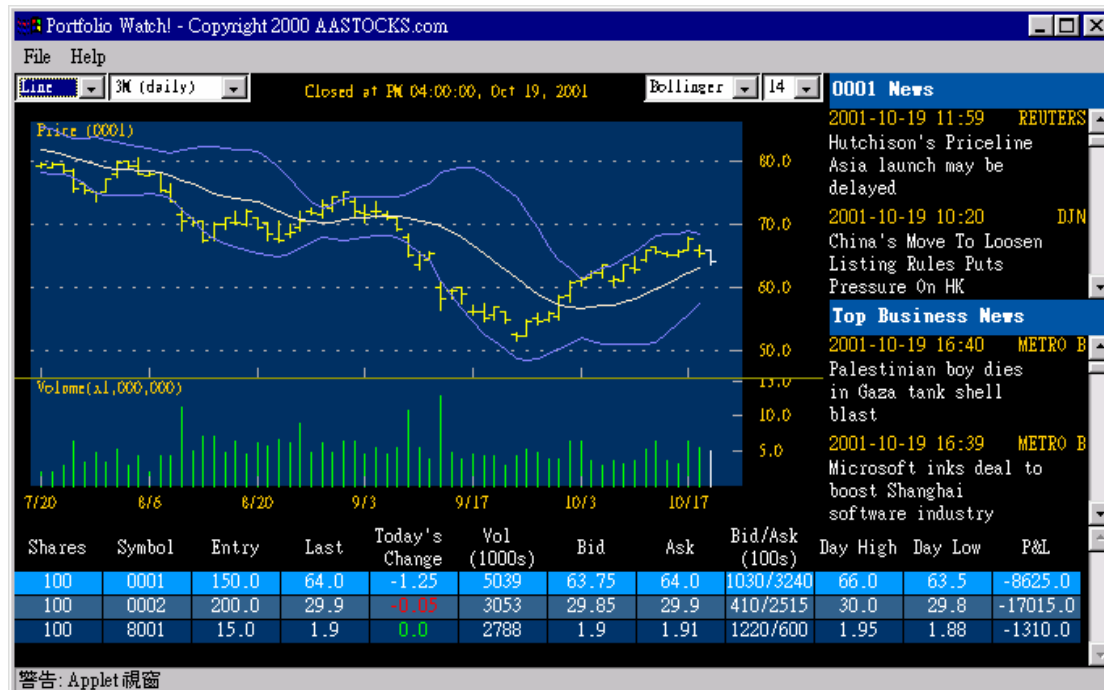 Portfolio Watch! - Copyright 2000 AASTOCKS.com
File Help
Line 3M (daily) Closed at PM 04:00:00, Oct 19, 2001 Bollinger 14
Price (0001)
80.0
70.0
60.0
50.0
Volume(x1,000,000)
15.0
10.0
5.0
7/20 8/6 8/20 9/3 9/17 10/3 10/17
0001 News
2001-10-19 11:59 REUTERS
Hutchison's Priceline
Asia launch may be
delayed
2001-10-19 10:20 DJN
China's Move To Loosen
Listing Rules Puts
Pressure On HK
Top Business News
2001-10-19 16:40 METRO B
Palestinian boy dies
in Gaza tank shell
blast
2001-10-19 16:39 METRO B
Microsoft inks deal to
boost Shanghai
software industry
Shares Symbol Entry Last Today's Change Vol (1000s) Bid Ask Bid/Ask (100s) Day High Day Low P&L
100 0001 150.0 64.0 -1.25 5039 63.75 64.0 1030/3240 66.0 63.5 -8625.0
100 0002 200.0 29.9 -0.05 3053 29.85 29.9 410/2515 30.0 29.8 -17015.0
100 8001 15.0 1.9 0.0 2788 1.9 1.91 1220/600 1.95 1.88 -1310.0
警告: Applet 視窗